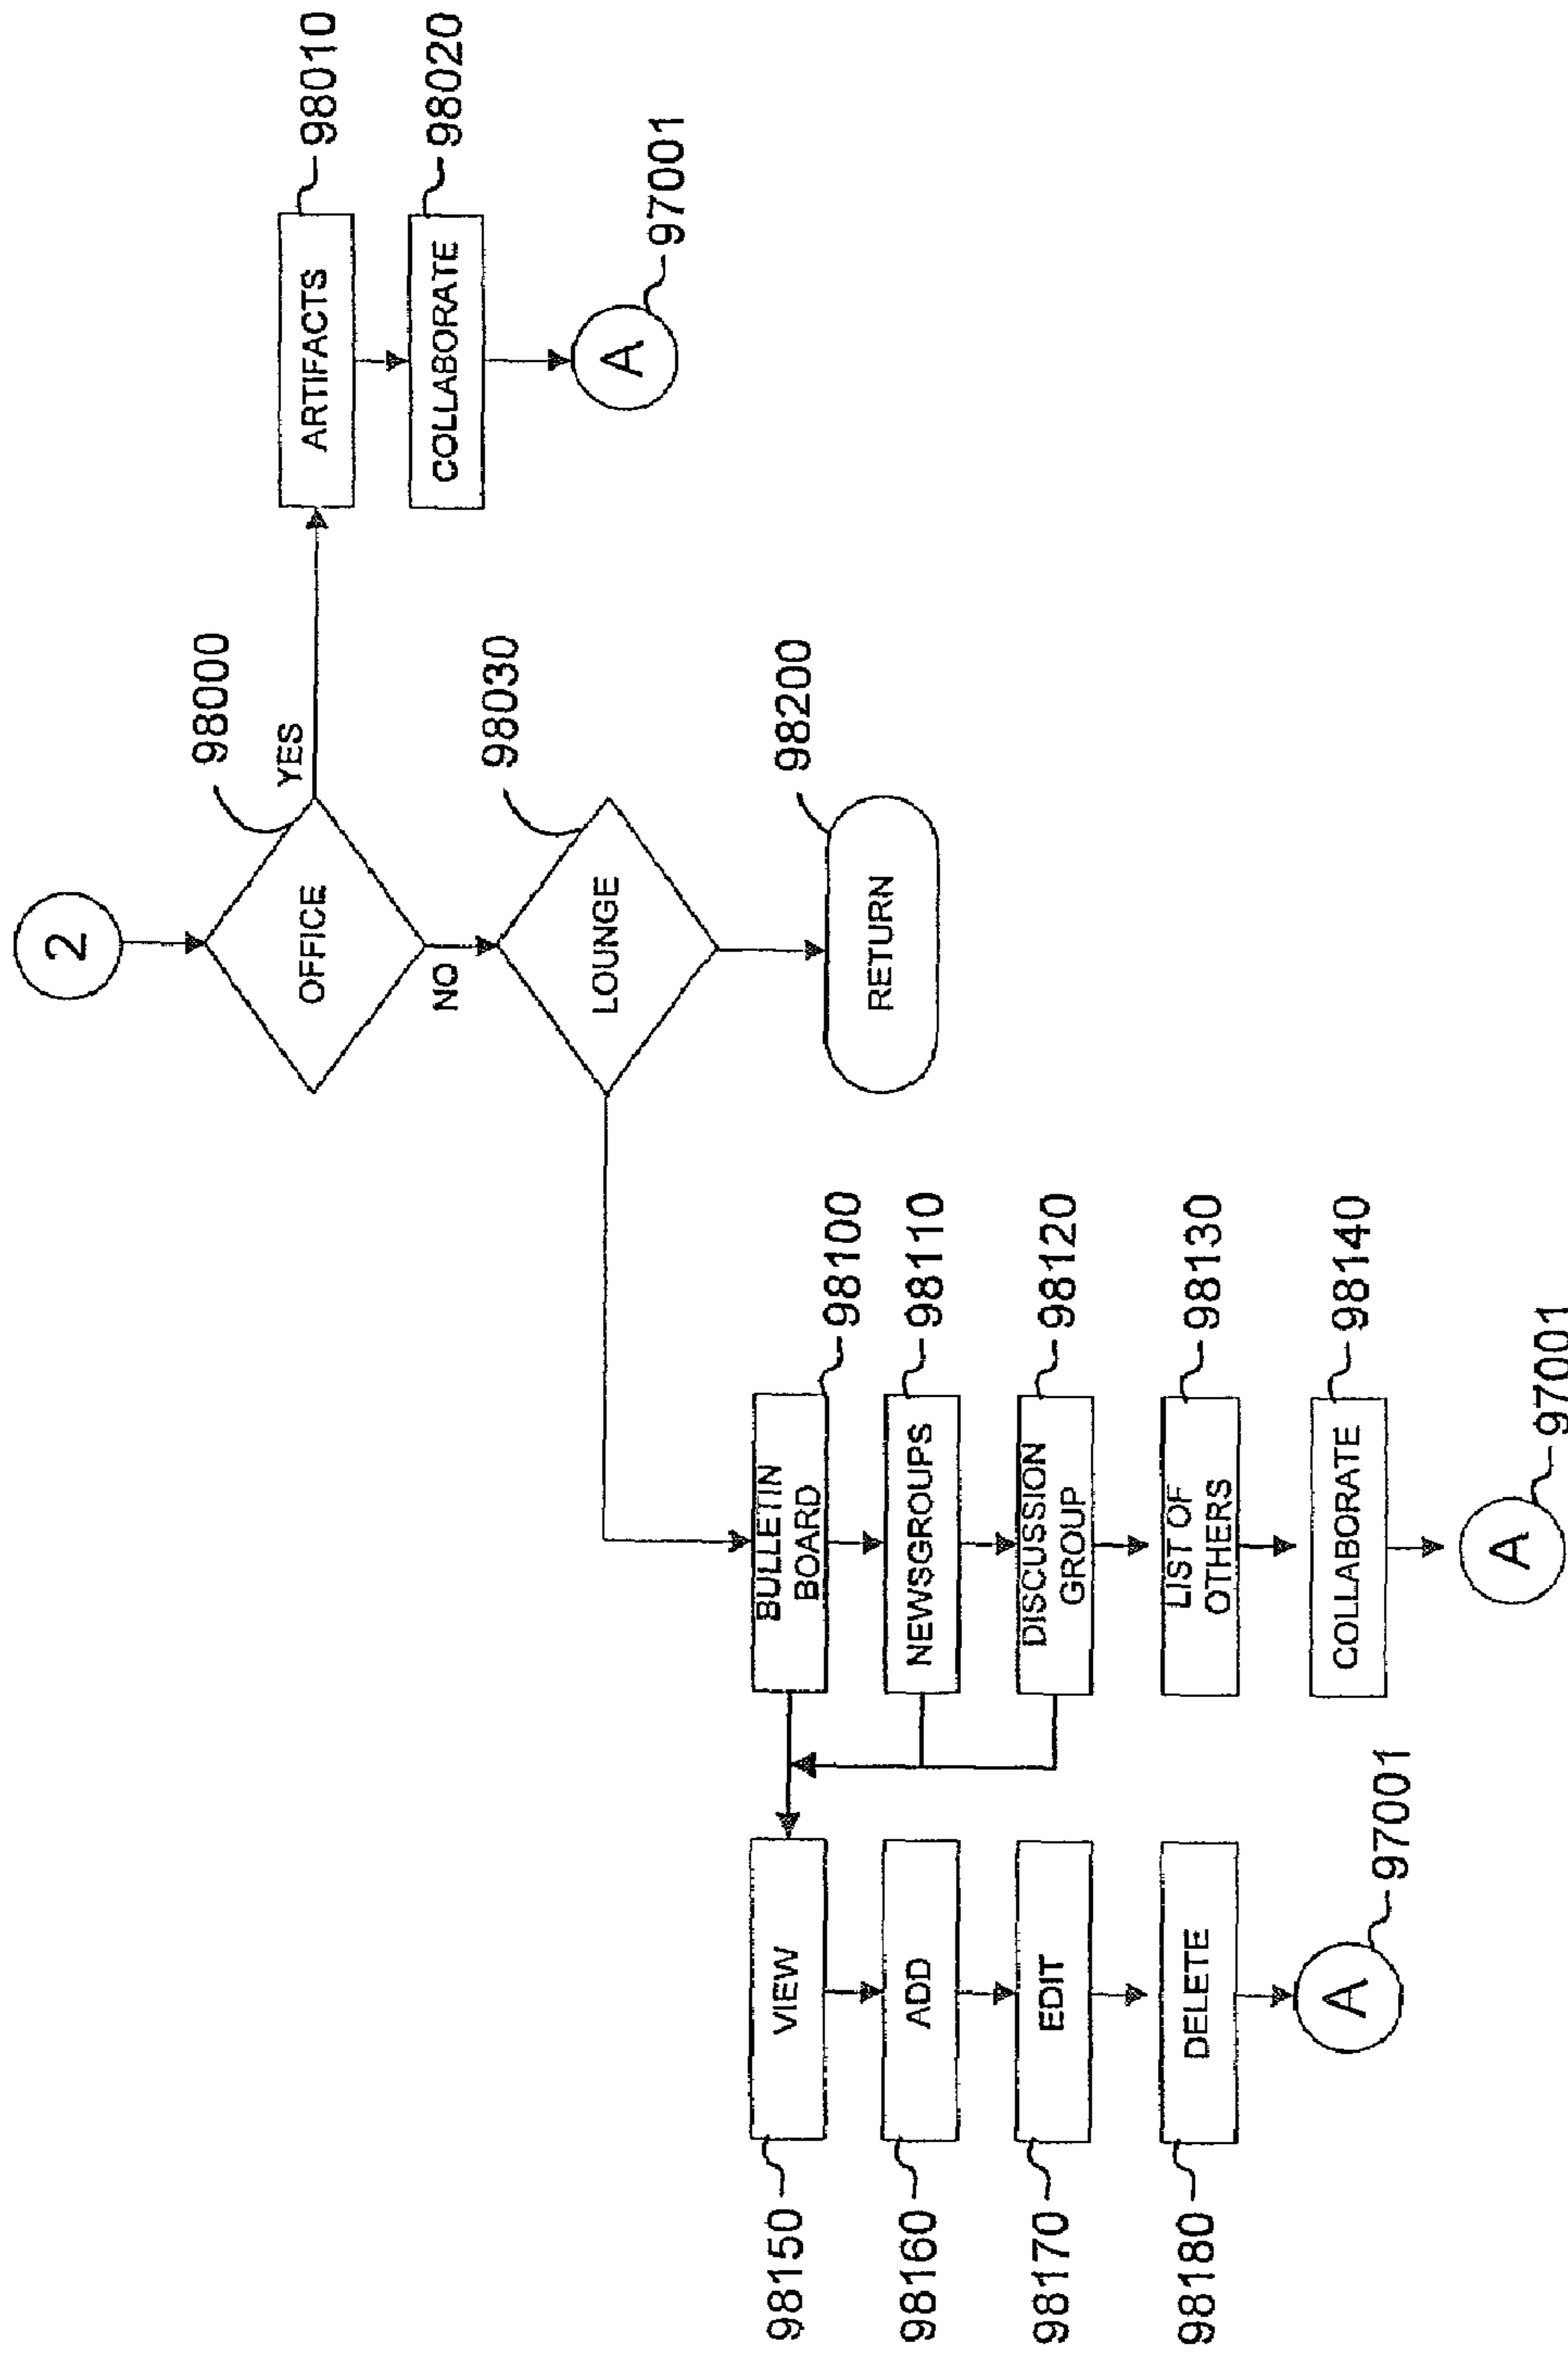 2
98000
OFFICE
YES
NO
ARTIFACTS
98010
COLLABORATE
98020
A
97001
LOUNGE
98030
RETURN
98200
BULLETIN
BOARD
98100
NEWSGROUPS
98110
DISCUSSION
GROUP
98120
LIST OF
OTHERS
98130
COLLABORATE
98140
A
97001
98150
VIEW
98160
ADD
98170
EDIT
98180
DELETE
A
97001